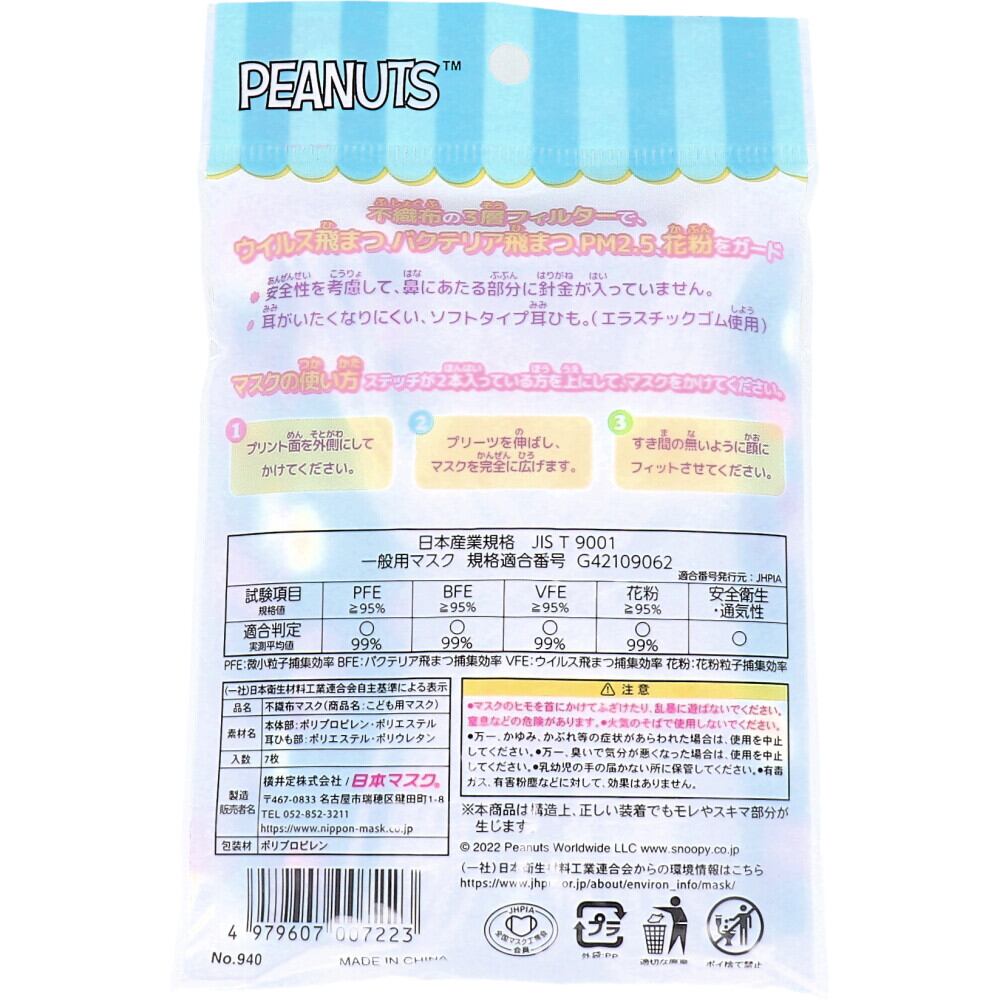 PEANUTS™
不織布の3層フィルターで、
ウイルス飛まつ、バクテリア飛まつ、PM2.5、花粉をガード
安全性を考慮して、鼻にあたる部分に針金が入っていません。
耳がいたくなりにくい、ソフトタイプ耳ひも。(エラスチックゴム使用)
マスクの使い方 ステッチが2本入っている方を上にして、マスクをかけてください。
1
プリント面を外側にして
かけてください。
2
プリーツを伸ばし、
マスクを完全に広げます。
3
すき間の無いように顔に
フィットさせてください。
日本産業規格 JIS T 9001
一般用マスク 規格適合番号 G42109062
適合番号発行元:JHPIA
試験項目 PFE BFE VFE 花粉 安全衛生
規格値 ≧95% ≧95% ≧95% ≧95% ・通気性
適合判定 ○ ○ ○ ○ ○
実測平均値 99% 99% 99% 99%
PFE:微小粒子捕集効率 BFE:バクテリア飛まつ捕集効率 VFE:ウイルス飛まつ捕集効率 花粉:花粉粒子捕集効率
(一社)日本衛生材料工業連合会自主基準による表示
品名 不織布マスク(商品名:こども用マスク)
素材名 本体部:ポリプロピレン・ポリエステル
耳ひも部:ポリエステル・ポリウレタン
入数 7枚
製造販売者名 横井定株式会社/日本マスク®
〒467-0833 名古屋市瑞穂区鍵田町1-8
TEL 052-852-3211
https://www.nippon-mask.co.jp
包装材 ポリプロピレン
⚠ 注意
●マスクのヒモを首にかけてふざけたり、乱暴に遊ばないでください。
窒息などの危険があります。●火気のそばで使用しないでください。
●万一、かゆみ、かぶれ等の症状があらわれた場合は、使用を中止
してください。●万一、臭いで気分が悪くなった場合は、使用を中止
してください。●乳幼児の手の届かない所に保管してください。●有毒
ガス、有害粉塵などに対して、効果はありません。
※本商品は構造上、正しい装着でもモレやスキマ部分が
生じます
© 2022 Peanuts Worldwide LLC www.snoopy.co.jp
(一社)日本衛生材料工業連合会からの環境情報はこちら
https://www.jhp or.jp/about/environ_info/mask/
4 979607 007223
No.940
MADE IN CHINA
JHPIA
全国マスク工業会
会員
プラ
外袋:PP
適切な廃棄
ポイ捨て禁止